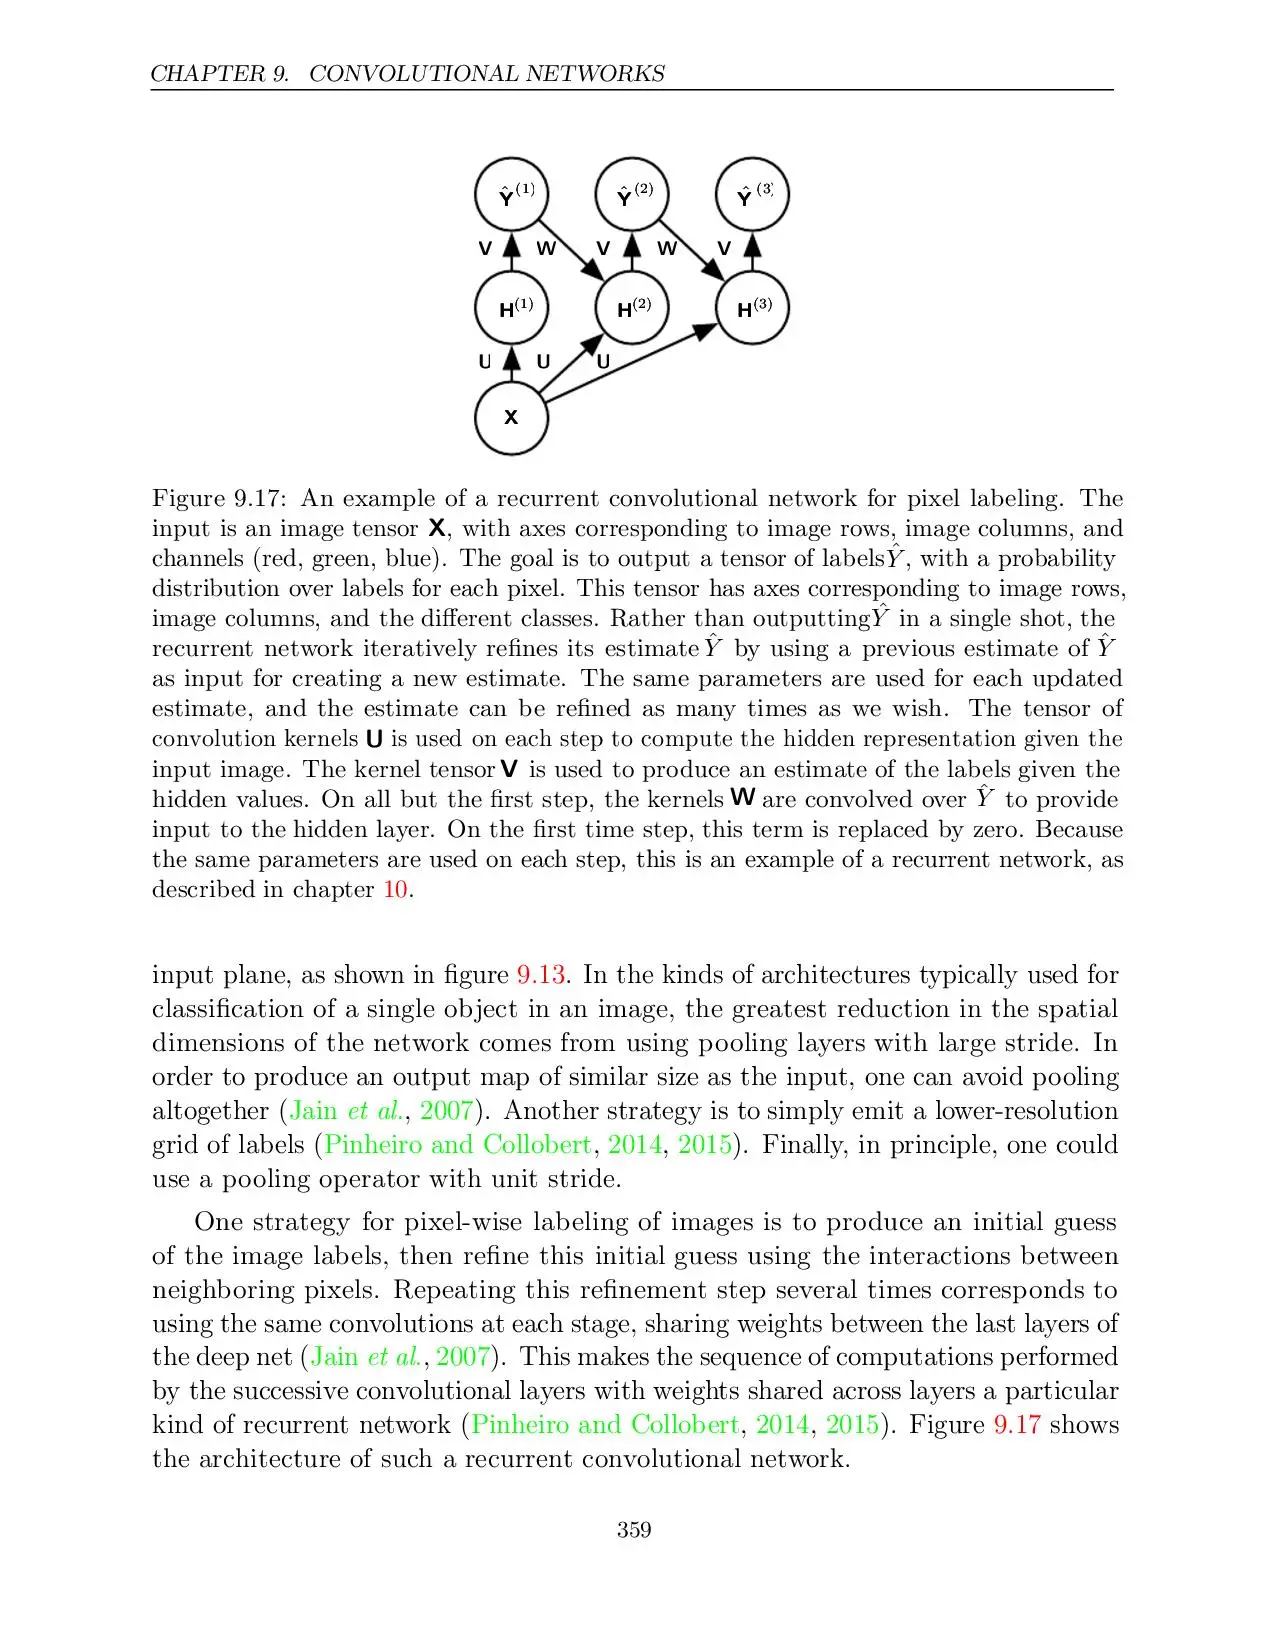 CHAPTER 9. CONVOLUTIONAL NETWORKS
Ŷ(1) Ŷ(2) Ŷ(3)
V W V W V
H(1) H(2) H(3)
U U U
X
Figure 9.17: An example of a recurrent convolutional network for pixel labeling. The
input is an image tensor X, with axes corresponding to image rows, image columns, and
channels (red, green, blue). The goal is to output a tensor of labels Ŷ, with a probability
distribution over labels for each pixel. This tensor has axes corresponding to image rows,
image columns, and the different classes. Rather than outputting Ŷ in a single shot, the
recurrent network iteratively refines its estimate Ŷ by using a previous estimate of Ŷ
as input for creating a new estimate. The same parameters are used for each updated
estimate, and the estimate can be refined as many times as we wish. The tensor of
convolution kernels U is used on each step to compute the hidden representation given the
input image. The kernel tensor V is used to produce an estimate of the labels given the
hidden values. On all but the first step, the kernels W are convolved over Ŷ to provide
input to the hidden layer. On the first time step, this term is replaced by zero. Because
the same parameters are used on each step, this is an example of a recurrent network, as
described in chapter 10.
input plane, as shown in figure 9.13. In the kinds of architectures typically used for
classification of a single object in an image, the greatest reduction in the spatial
dimensions of the network comes from using pooling layers with large stride. In
order to produce an output map of similar size as the input, one can avoid pooling
altogether (Jain et al., 2007). Another strategy is to simply emit a lower-resolution
grid of labels (Pinheiro and Collobert, 2014, 2015). Finally, in principle, one could
use a pooling operator with unit stride.
One strategy for pixel-wise labeling of images is to produce an initial guess
of the image labels, then refine this initial guess using the interactions between
neighboring pixels. Repeating this refinement step several times corresponds to
using the same convolutions at each stage, sharing weights between the last layers of
the deep net (Jain et al., 2007). This makes the sequence of computations performed
by the successive convolutional layers with weights shared across layers a particular
kind of recurrent network (Pinheiro and Collobert, 2014, 2015). Figure 9.17 shows
the architecture of such a recurrent convolutional network.
359